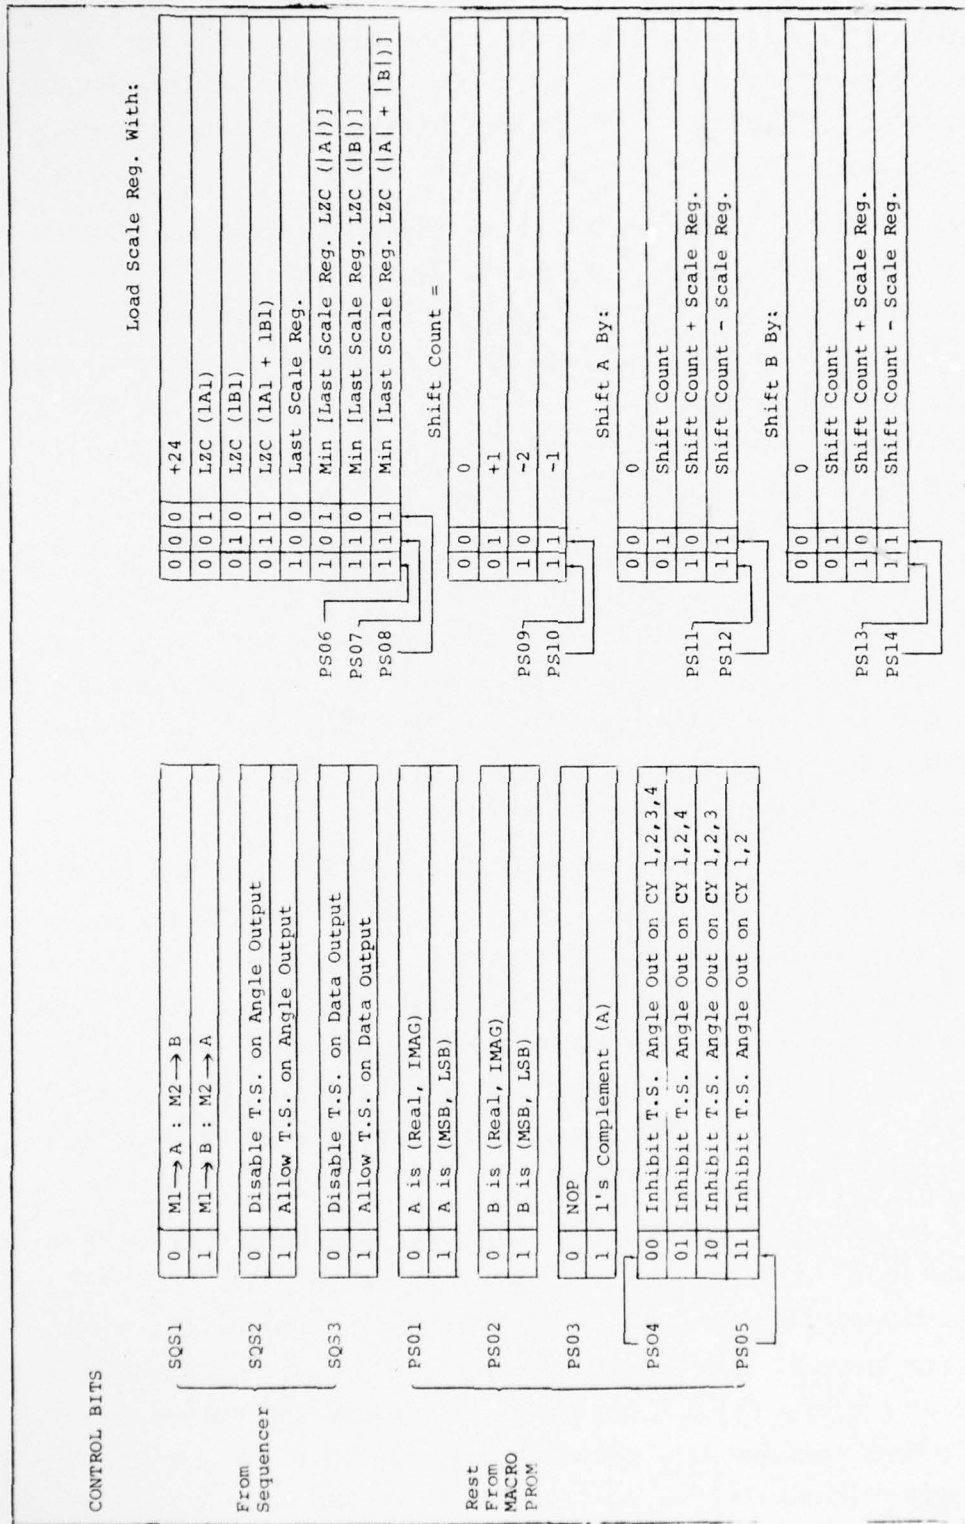 CONTROL BITS
From
Sequencer
SQS1
0 M1→A : M2→B
1 M1→B : M2→A
SQS2
0 Disable T.S. on Angle Output
1 Allow T.S. on Angle Output
SQS3
0 Disable T.S. on Data Output
1 Allow T.S. on Data Output
Rest
From
MACRO
PROM
PS01
0 A is (Real, IMAG)
1 A is (MSB, LSB)
PS02
0 B is (Real, IMAG)
1 B is (MSB, LSB)
PS03
0 NOP
1 1's Complement (A)
PS04
PS05
00 Inhibit T.S. Angle Out on CY 1,2,3,4
01 Inhibit T.S. Angle Out on CY 1,2,4
10 Inhibit T.S. Angle Out on CY 1,2,3
11 Inhibit T.S. Angle Out on CY 1,2
Load Scale Reg. With:
PS06
PS07
PS08
0 0 0 +24
0 0 1 LZC (1A1)
0 1 0 LZC (1B1)
0 1 1 LZC (1A1 + 1B1)
1 0 0 Last Scale Reg.
1 0 1 Min [Last Scale Reg. LZC (|A|)]
1 1 0 Min [Last Scale Reg. LZC (|B|)]
1 1 1 Min [Last Scale Reg. LZC (|A| + |B|)]
Shift Count =
PS09
PS10
0 0 0
0 1 +1
1 0 -2
1 1 -1
Shift A By:
PS11
PS12
0 0 0
0 1 Shift Count
1 0 Shift Count + Scale Reg.
1 1 Shift Count - Scale Reg.
Shift B By:
PS13
PS14
0 0 0
0 1 Shift Count
1 0 Shift Count + Scale Reg.
1 1 Shift Count - Scale Reg.